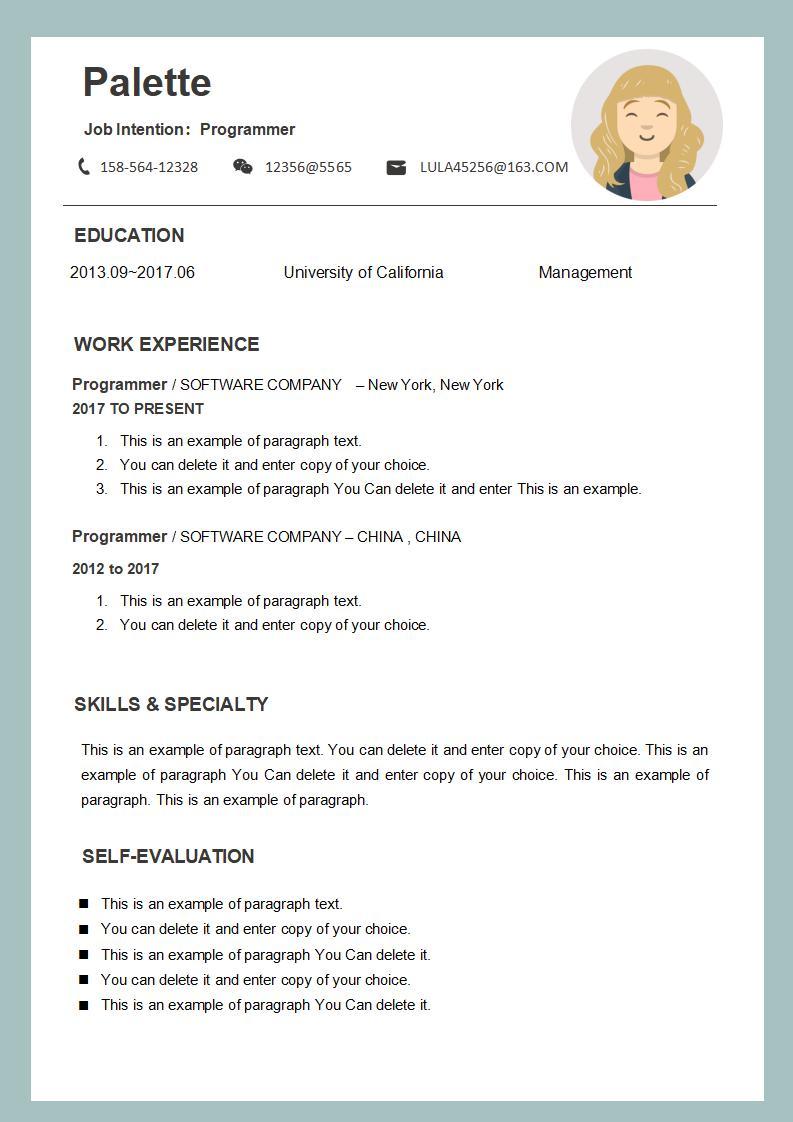 Palette
Job Intention：Programmer
158-564-12328 12356@5565 LULA45256@163.COM
EDUCATION
2013.09~2017.06 University of California Management
WORK EXPERIENCE
Programmer / SOFTWARE COMPANY – New York, New York
2017 TO PRESENT
1. This is an example of paragraph text.
2. You can delete it and enter copy of your choice.
3. This is an example of paragraph You Can delete it and enter This is an example.
Programmer / SOFTWARE COMPANY – CHINA , CHINA
2012 to 2017
1. This is an example of paragraph text.
2. You can delete it and enter copy of your choice.
SKILLS & SPECIALTY
This is an example of paragraph text. You can delete it and enter copy of your choice. This is an
example of paragraph You Can delete it and enter copy of your choice. This is an example of
paragraph. This is an example of paragraph.
SELF-EVALUATION
■ This is an example of paragraph text.
■ You can delete it and enter copy of your choice.
■ This is an example of paragraph You Can delete it.
■ You can delete it and enter copy of your choice.
■ This is an example of paragraph You Can delete it.